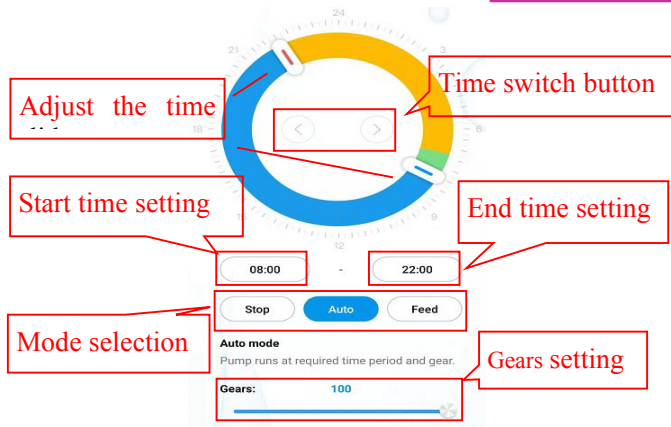 24
21
3
Time switch button
Adjust the time
18
6
Start time setting
End time setting
15
9
12
08:00 - 22:00
Stop Auto Feed
Mode selection
Auto mode
Pump runs at required time period and gear.
Gears setting
Gears: 100